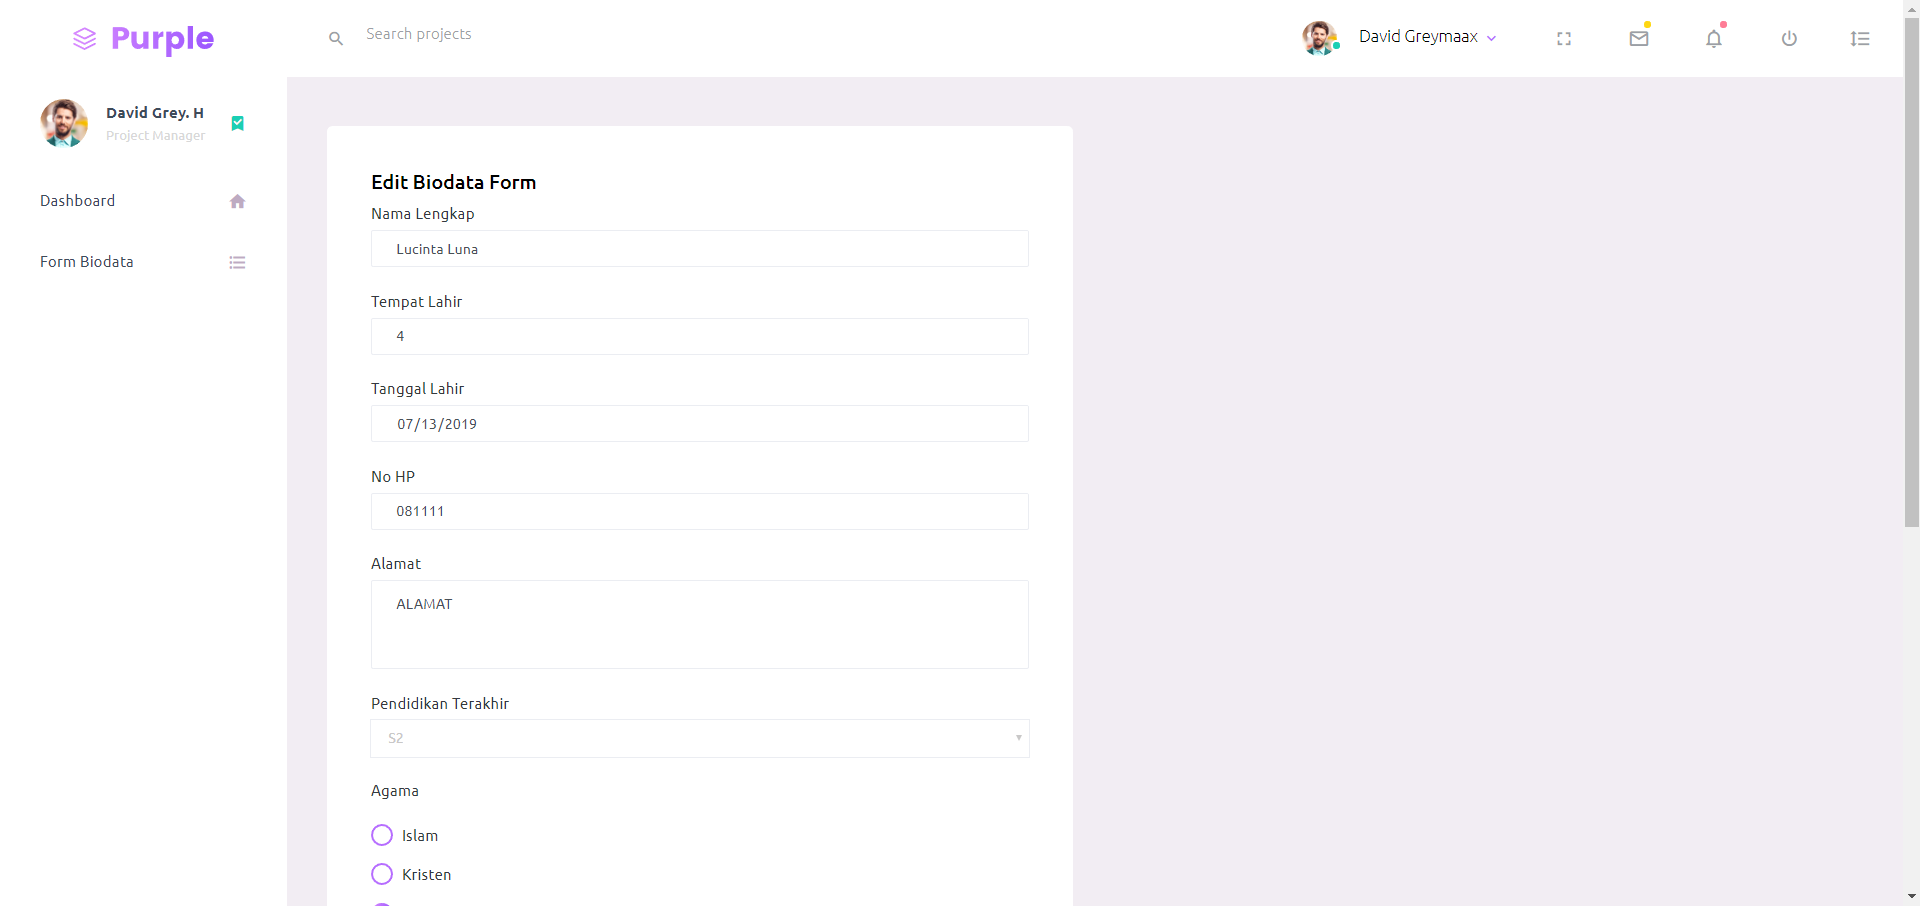 Purple
Search projects
David Greymaax
David Grey. H
Project Manager
Dashboard
Form Biodata
Edit Biodata Form
Nama Lengkap
Lucinta Luna
Tempat Lahir
4
Tanggal Lahir
07/13/2019
No HP
081111
Alamat
ALAMAT
Pendidikan Terakhir
S2
Agama
Islam
Kristen